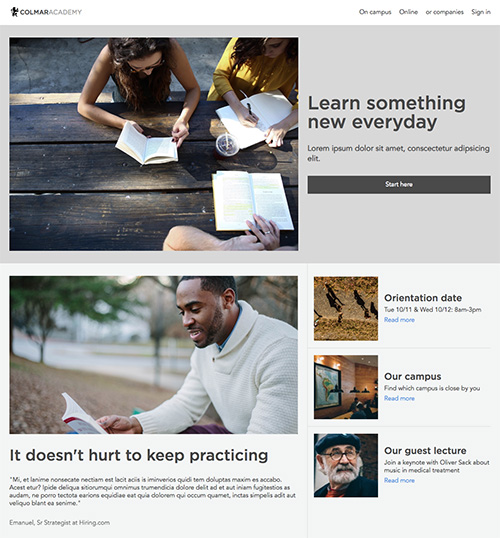 COLMARACADEMY
On campus Online or companies Sign in
Learn something
new everyday
Lorem ipsum dolor sit amet, consectetur adipsicing
elit.
Start here
Orientation date
Tue 10/11 & Wed 10/12: 8am-3pm
Read more
Our campus
Find which campus is close by you
Read more
Our guest lecture
Join a keynote with Oliver Sack about
music in medical treatment
Read more
It doesn't hurt to keep practicing
"Mi, et lanime nonsecate nectiam est lacit aciis is iminverios quidi tem doluptas maxim es accabo.
Acest etur? Ipide deliqua sitiorumqui omnimus trumendicia dolore delit ad et aut iniam fugitestios as
audam, ne porro tectota earions equidiae eat quia dolorem qui occum quamet, inctas simpelis adit aut
veliquo blant ea senime."
Emanuel, Sr Strategist at Hiring.com